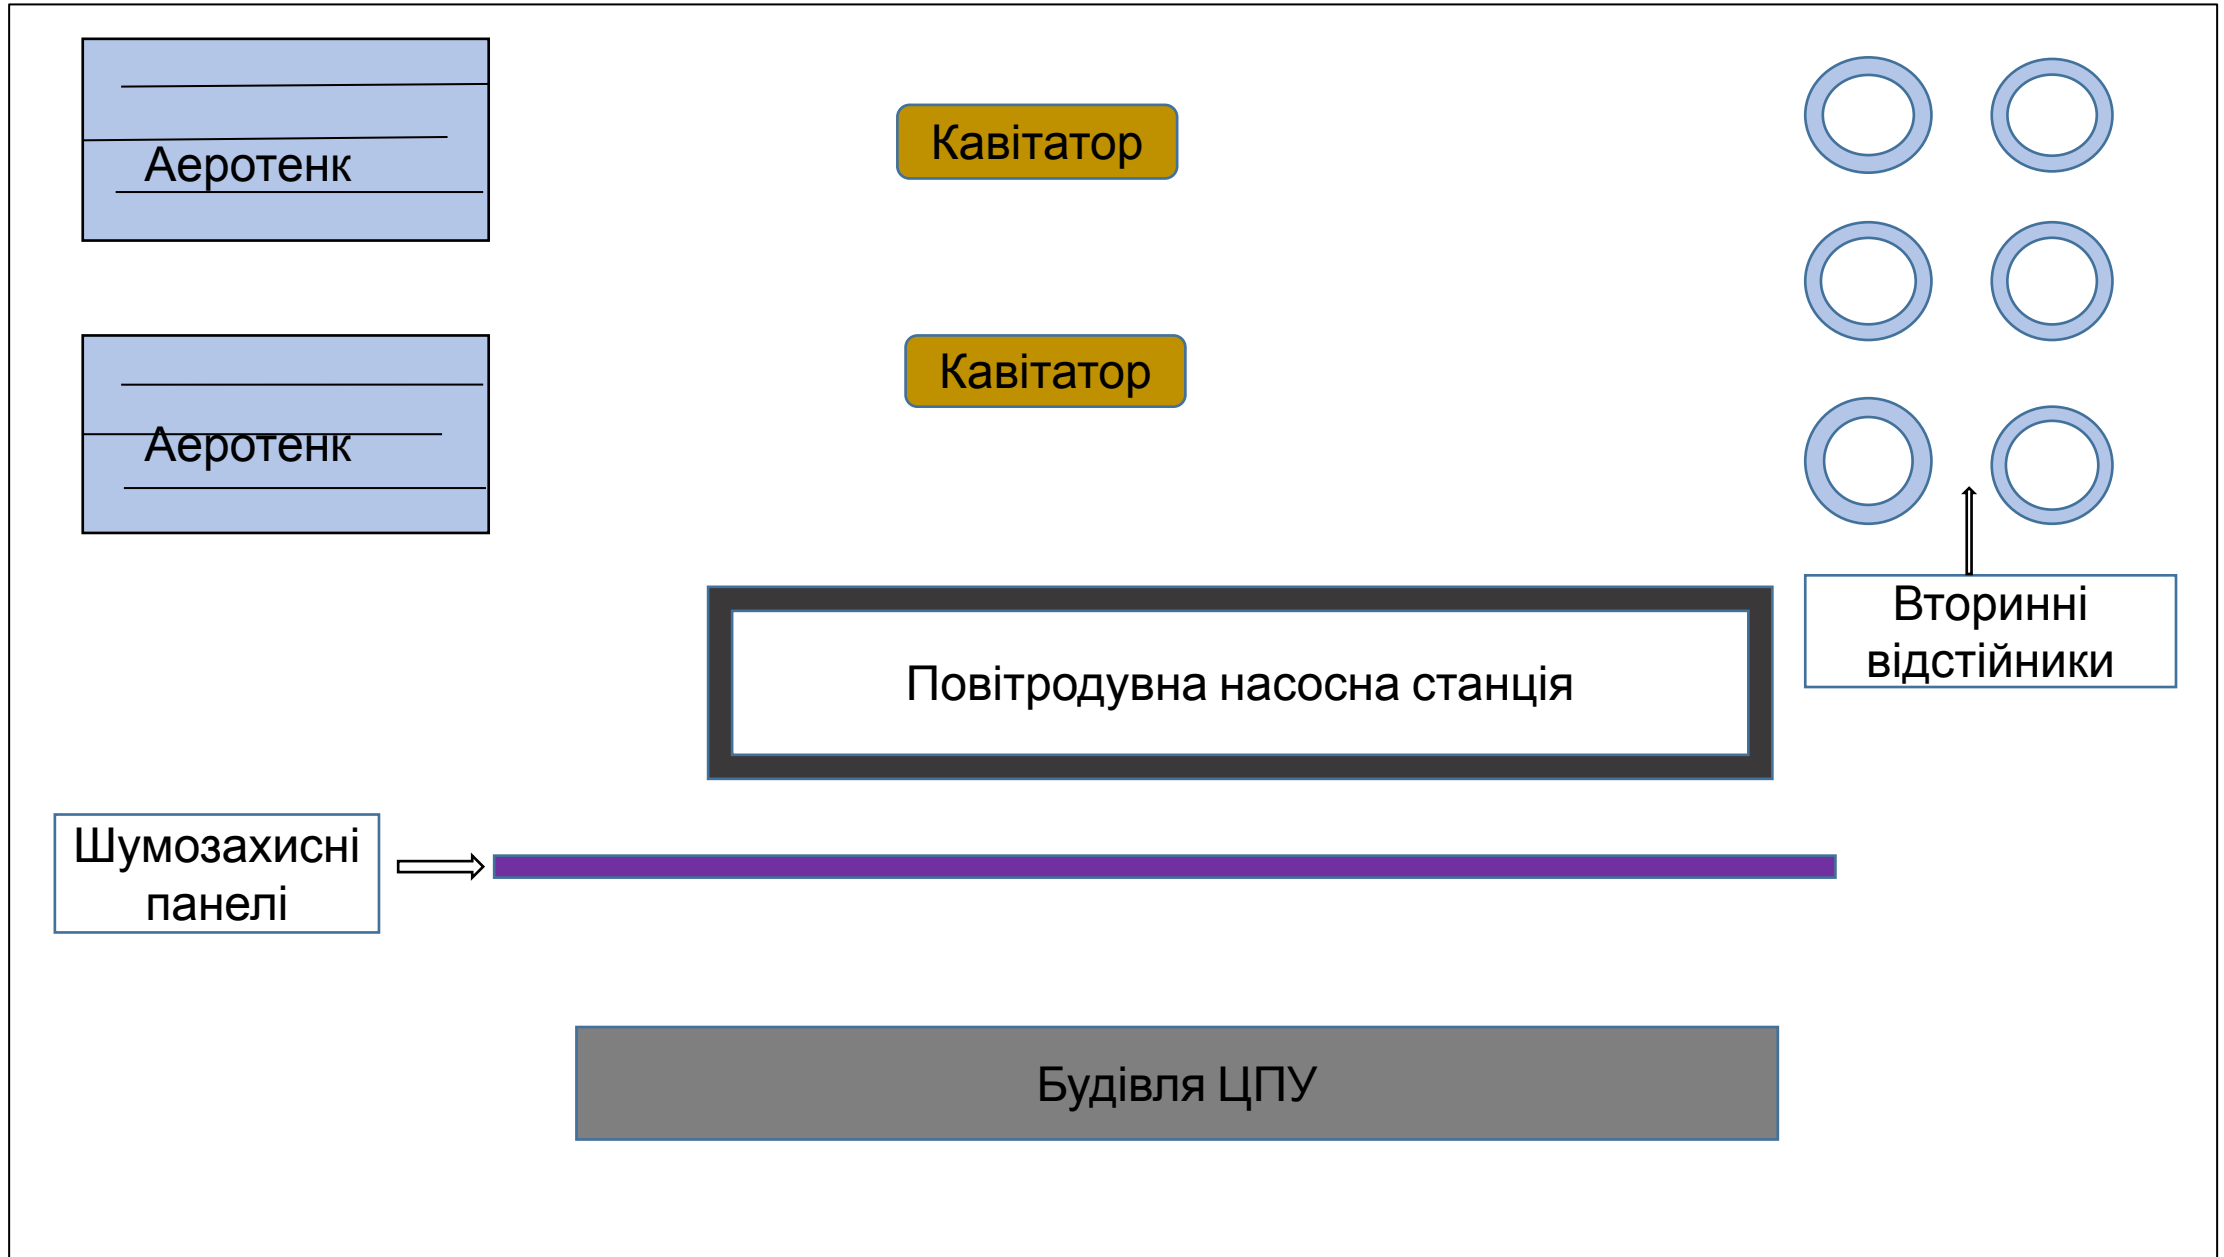 Аеротенк
Кавітатор
Кавітатор
Аеротенк
Вторинні
відстійники
Повітродувна насосна станція
Шумозахисні
панелі
Будівля ЦПУ